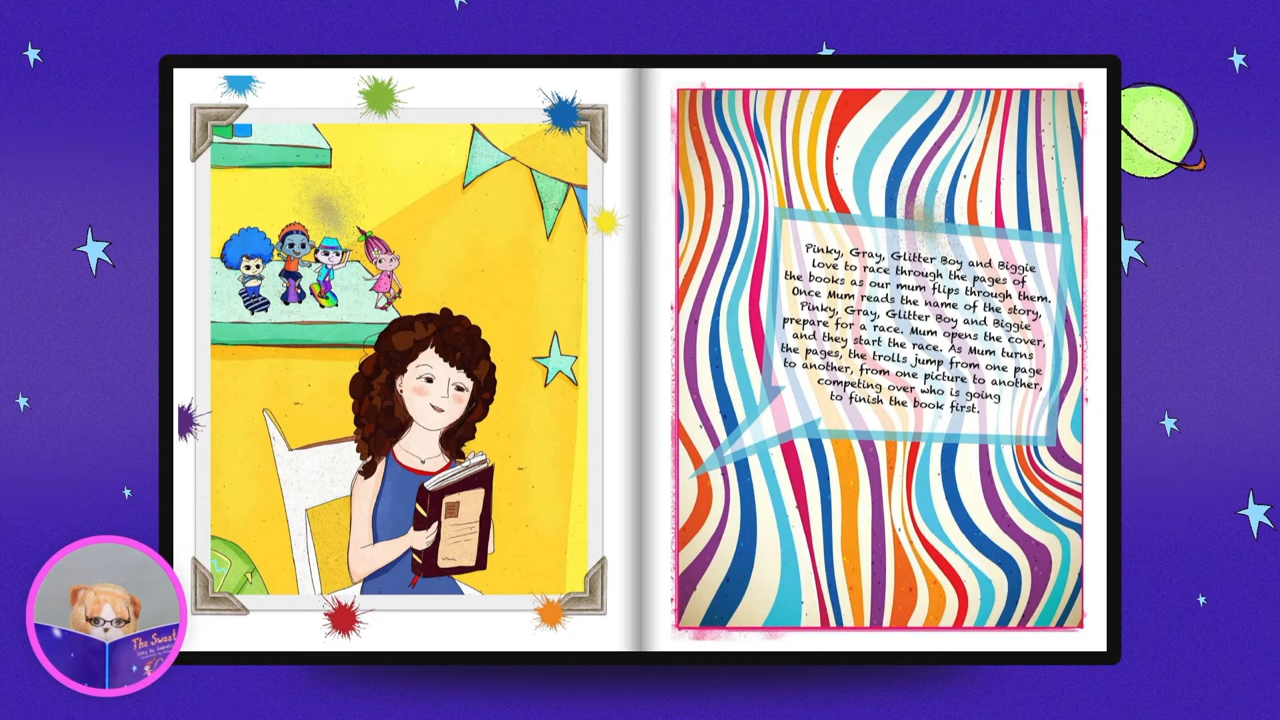 Pinky, Gray, Glitter Boy and Biggie
love to race through the pages of
the books as our mum flips through them.
Once Mum reads the name of the story,
Pinky, Gray, Glitter Boy and Biggie
prepare for a race. Mum opens the cover,
and they start the race. As Mum turns
the pages, the trolls jump from one page
to another, from one picture to another,
competing over who is going
to finish the book first.
The Sweet